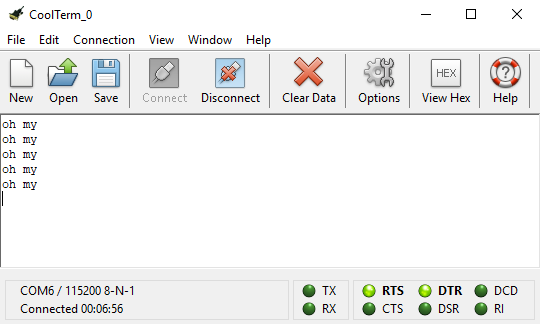 CoolTerm_0
File Edit Connection View Window Help
HEX
New Open Save Connect Disconnect Clear Data Options View Hex Help
oh my
oh my
oh my
oh my
oh my
COM6 / 115200 8-N-1 TX RTS DTR DCD
Connected 00:06:56 RX CTS DSR RI